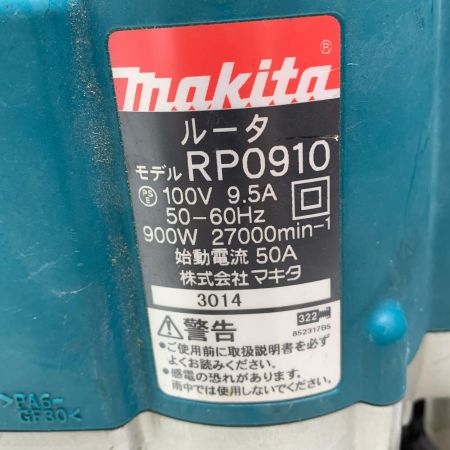 makita ®
ルータ
モデル RP0910
PS E 100V 9.5A
50-60Hz
900W 27000min-1
始動電流 50A
株式会社 マキタ
3014
322
852317B5
警告
•ご使用前に取扱説明書を必ず
よくお読みください。
•感電の恐れがあります。
雨中では使用しないでください。
>PA6-
GF30<